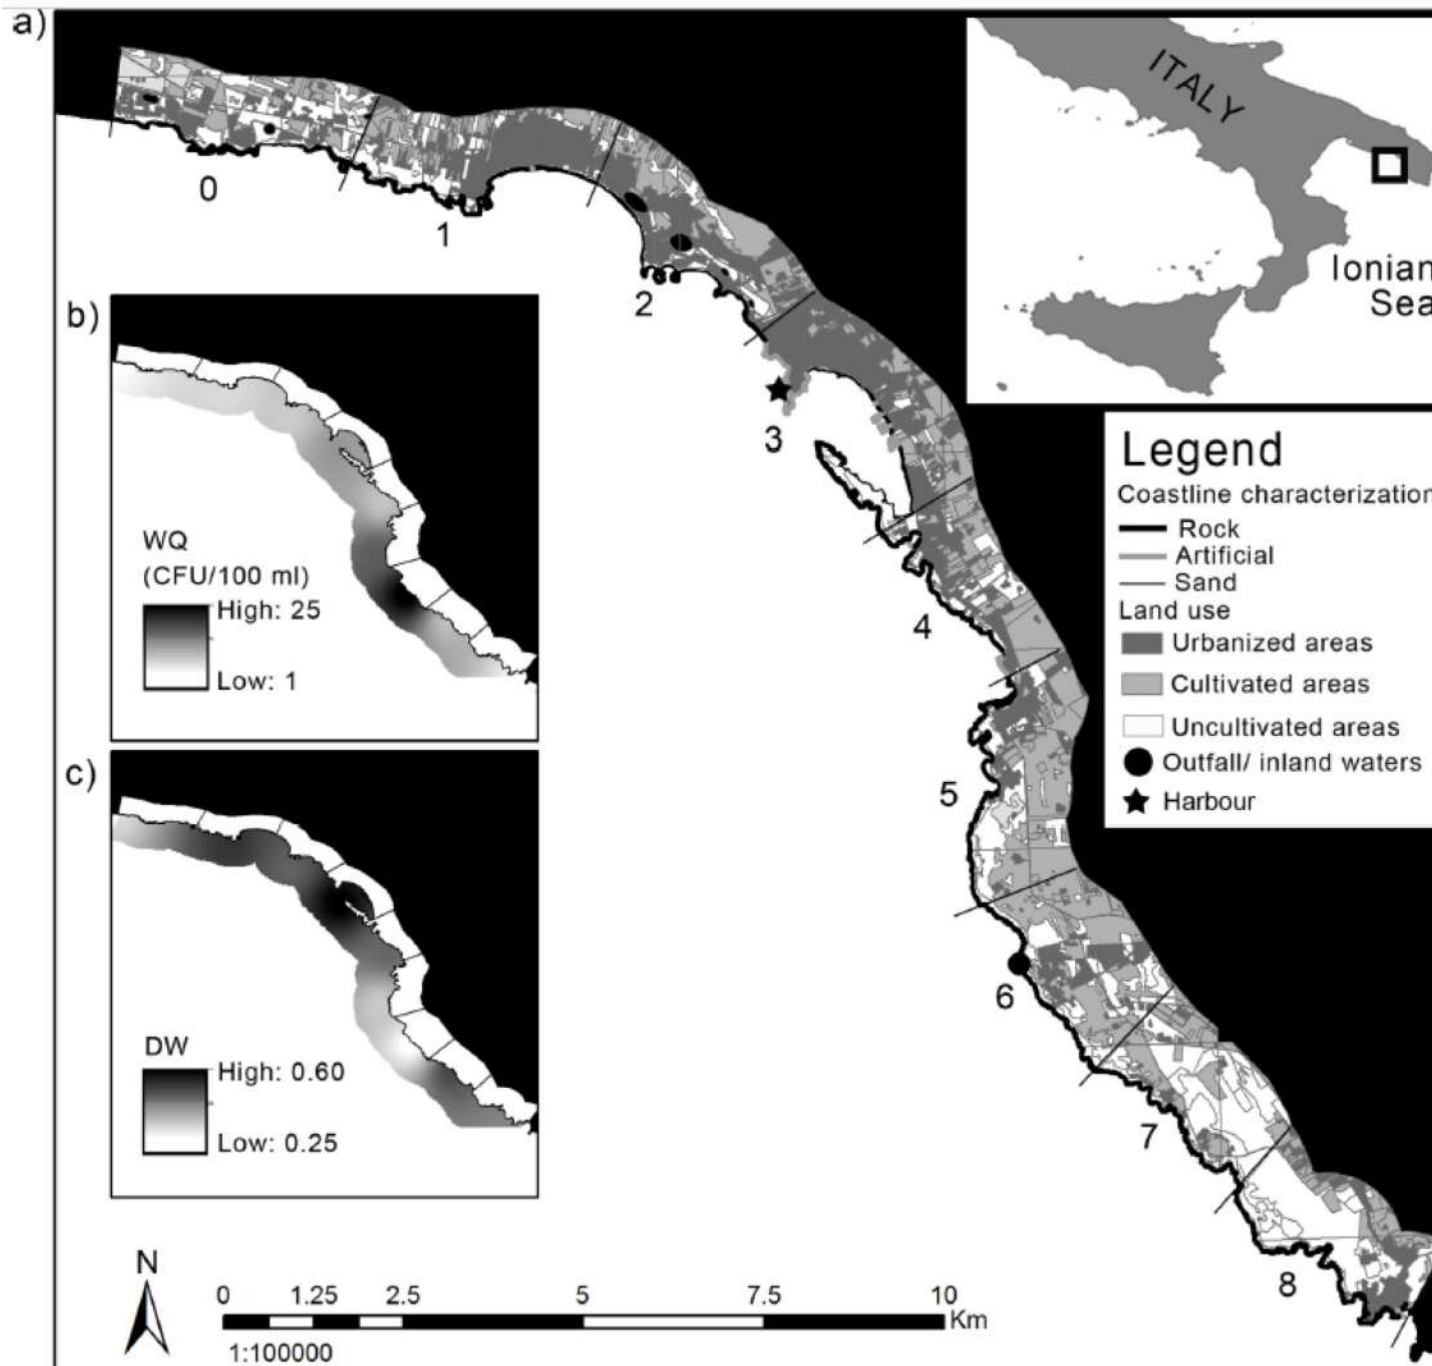 a)
ITALY
Ionian
Sea
0
1
2
3
4
5
6
7
8
b)
WQ
(CFU/100 ml)
High: 25
Low: 1
c)
DW
High: 0.60
Low: 0.25
Legend
Coastline characterization
Rock
Artificial
Sand
Land use
Urbanized areas
Cultivated areas
Uncultivated areas
Outfall/ inland waters
Harbour
N
0 1.25 2.5 5 7.5 10
Km
1:100000